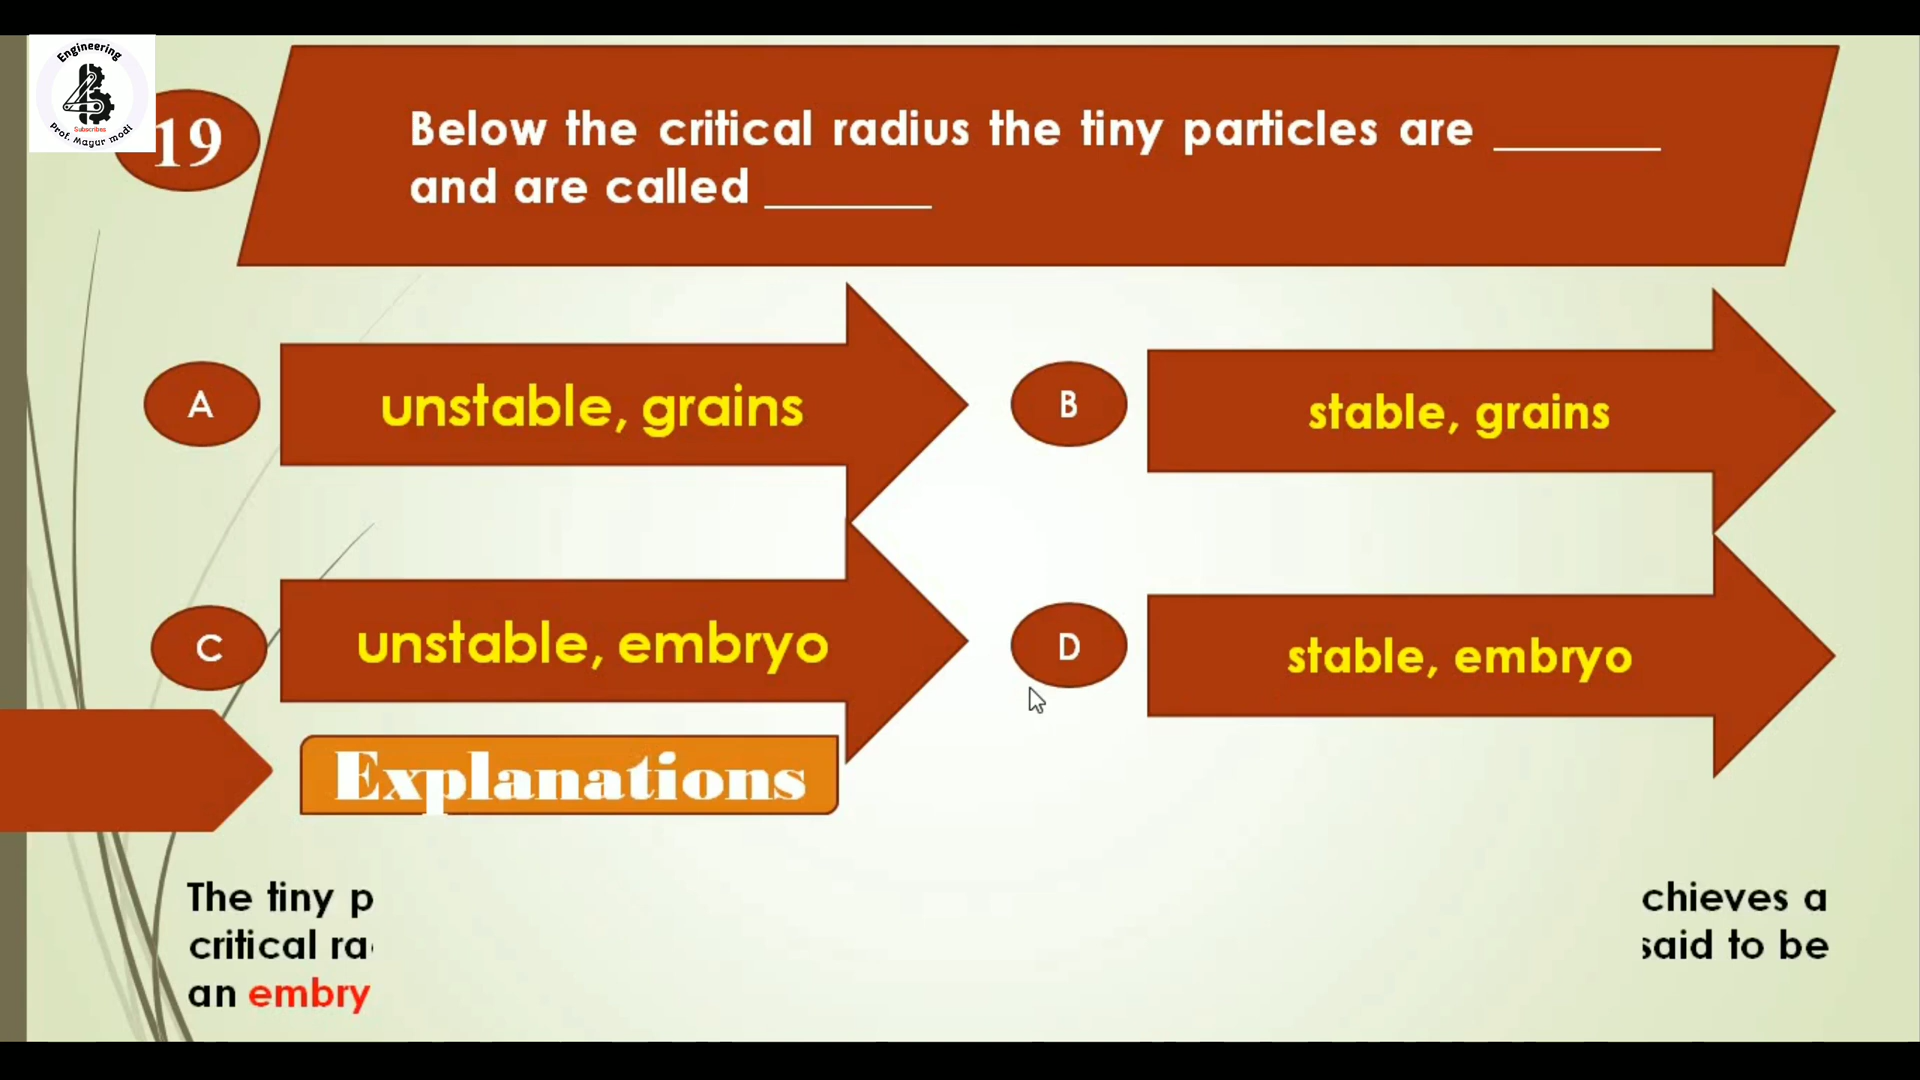 Engineering
Subscribes
Prof. Mayur modi
19
Below the critical radius the tiny particles are _______
and are called _______
A
unstable, grains
B
stable, grains
C
unstable, embryo
D
stable, embryo
Explanations
The tiny p
chieves a
critical ra
said to be
an embry